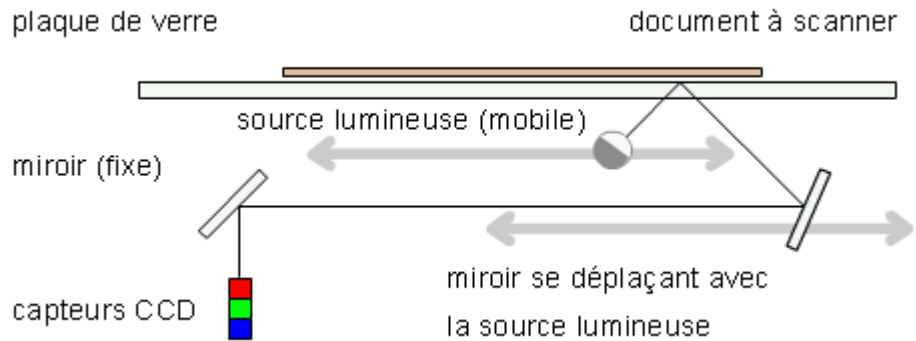 plaque de verre
document à scanner
source lumineuse (mobile)
miroir (fixe)
miroir se déplaçant avec
la source lumineuse
capteurs CCD